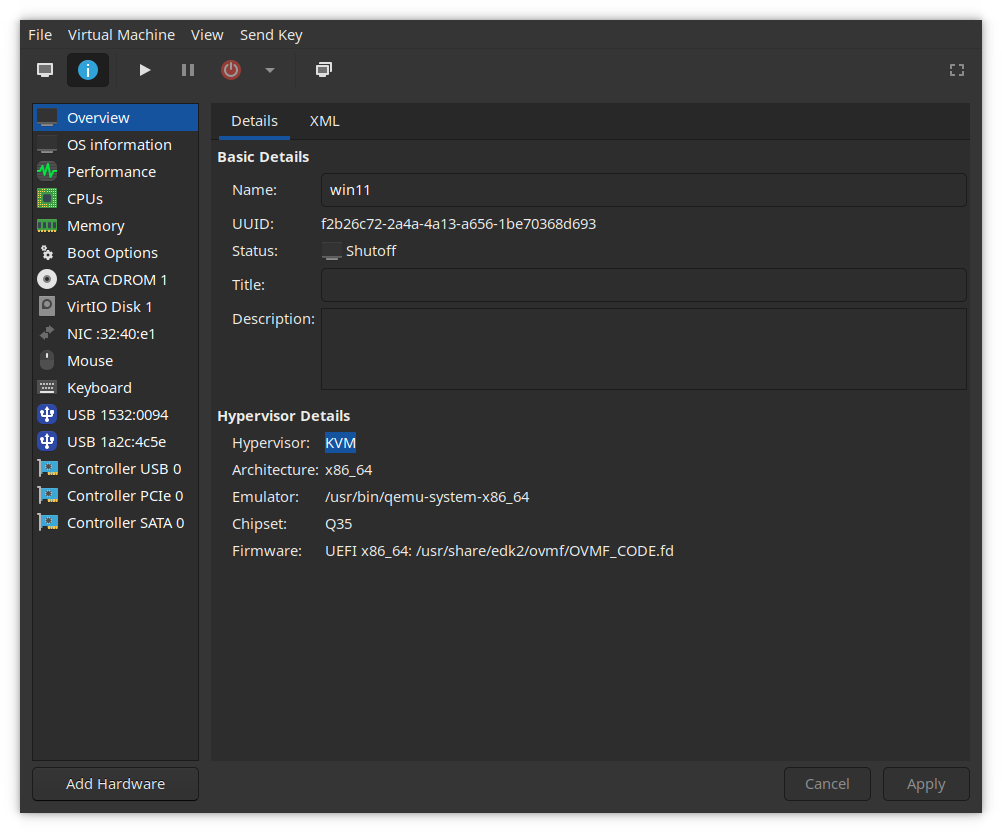 File Virtual Machine View Send Key
Overview
OS information
Performance
CPUs
Memory
Boot Options
SATA CDROM 1
VirtIO Disk 1
NIC :32:40:e1
Mouse
Keyboard
USB 1532:0094
USB 1a2c:4c5e
Controller USB 0
Controller PCIe 0
Controller SATA 0
Add Hardware
Details XML
Basic Details
Name: win11
UUID: f2b26c72-2a4a-4a13-a656-1be70368d693
Status: Shutoff
Title:
Description:
Hypervisor Details
Hypervisor: KVM
Architecture: x86_64
Emulator: /usr/bin/qemu-system-x86_64
Chipset: Q35
Firmware: UEFI x86_64: /usr/share/edk2/ovmf/OVMF_CODE.fd
Cancel Apply